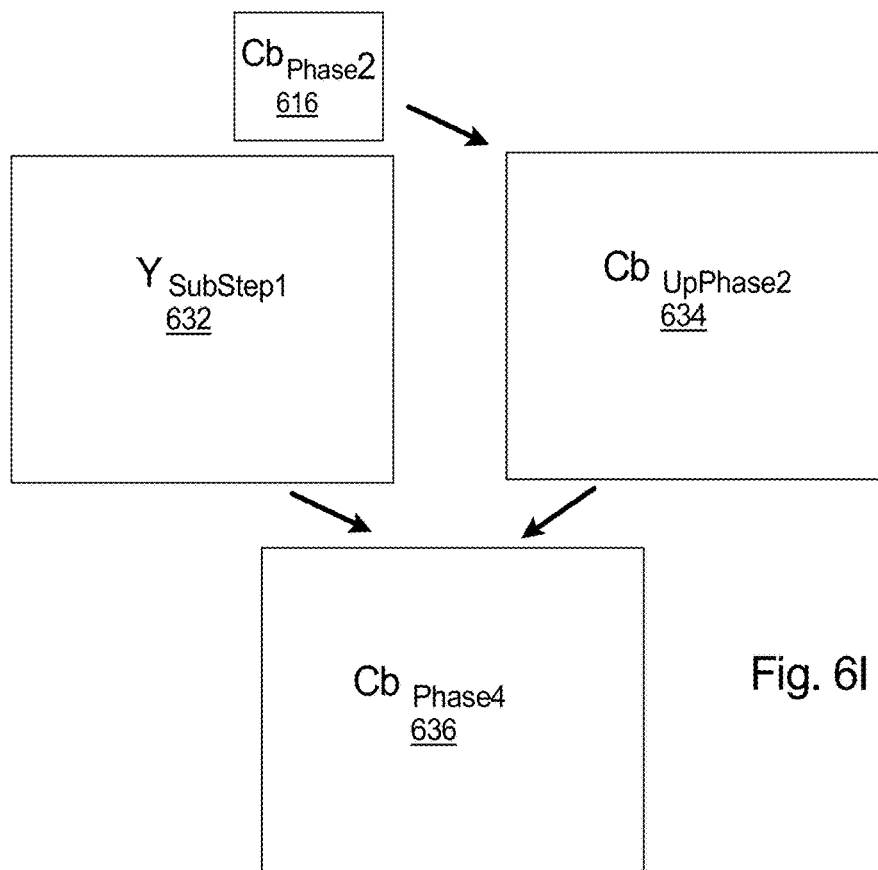 Cb Phase2
616
Y SubStep1
632
Cb UpPhase2
634
Cb Phase4
636
Fig. 6I